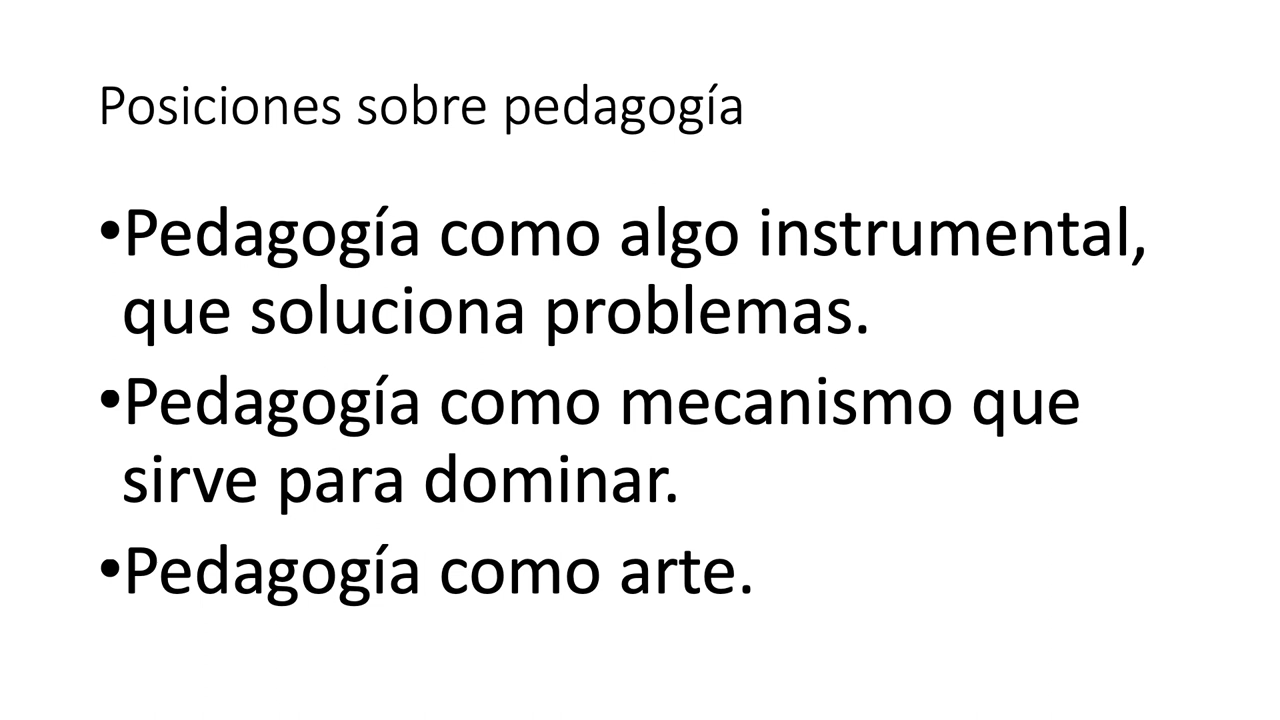 Posiciones sobre pedagogía
•Pedagogía como algo instrumental,
que soluciona problemas.
•Pedagogía como mecanismo que
sirve para dominar.
•Pedagogía como arte.